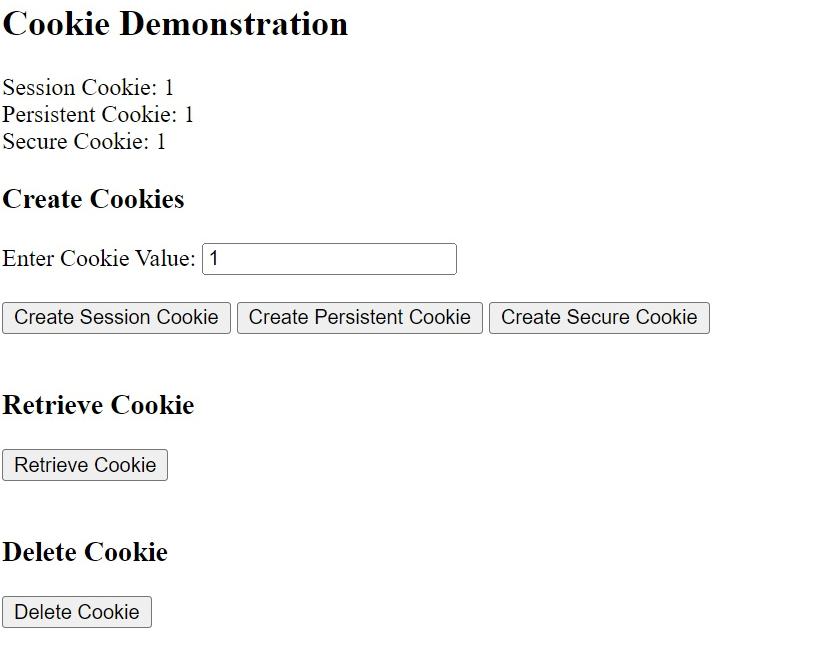 Cookie Demonstration
Session Cookie: 1
Persistent Cookie: 1
Secure Cookie: 1
Create Cookies
Enter Cookie Value: 1
Create Session Cookie Create Persistent Cookie Create Secure Cookie
Retrieve Cookie
Retrieve Cookie
Delete Cookie
Delete Cookie